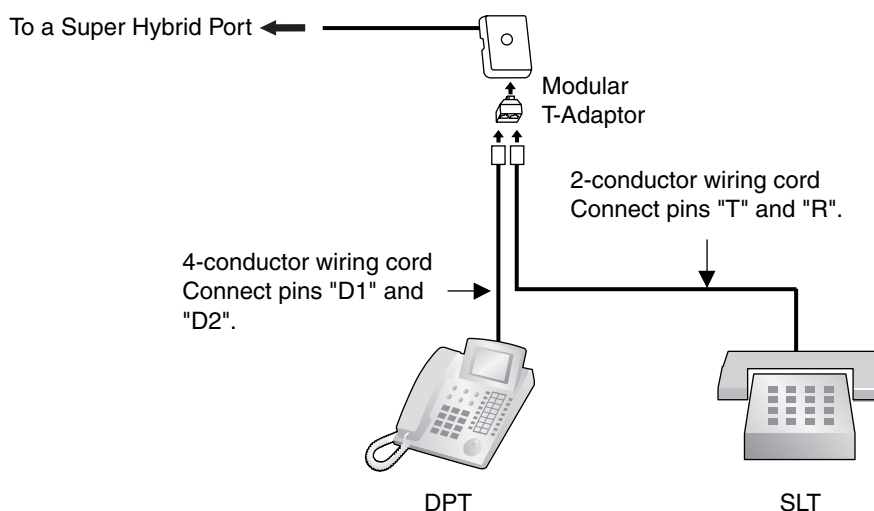 To a Super Hybrid Port
Modular
T-Adaptor
2-conductor wiring cord
Connect pins "T" and "R".
4-conductor wiring cord
Connect pins "D1" and
"D2".
DPT
SLT